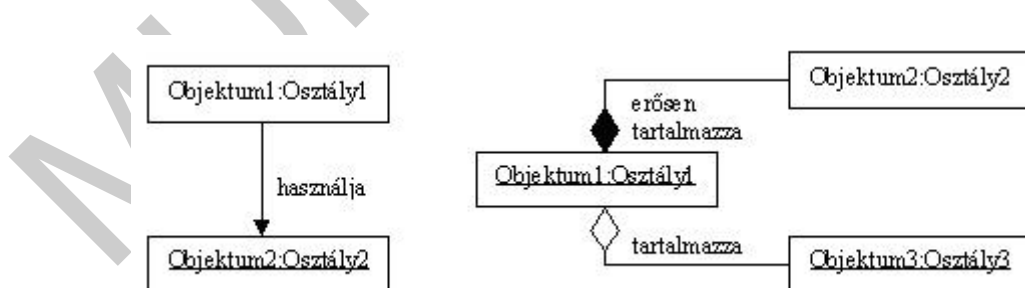 Objektum1:Osztály1
használja
Objektum2:Osztály2
Objektum2:Osztály2
erősen
tartalmazza
Objektum1:Osztály1
tartalmazza
Objektum3:Osztály3